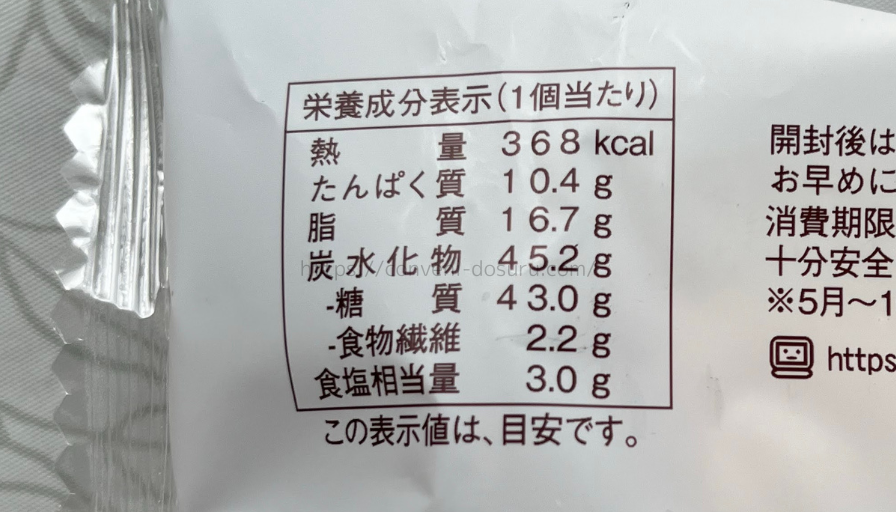 栄養成分表示(1個当たり)
熱量 368 kcal
たんぱく質 10.4 g
脂質 16.7 g
炭水化物 45.2 g
-糖質 43.0 g
-食物繊維 2.2 g
食塩相当量 3.0 g
この表示値は、目安です。
開封後は
お早めに
消費期限
十分安全
※5月～1
https
https://conveni-dosuru.com/